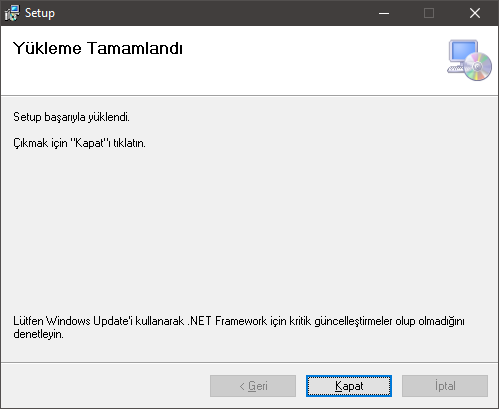 Setup
Yükleme Tamamlandı
Setup başarıyla yüklendi.
Çıkmak için "Kapat"ı tıklatın.
Lütfen Windows Update'i kullanarak .NET Framework için kritik güncelleştirmeler olup olmadığını
denetleyin.
< Geri
Kapat
İptal